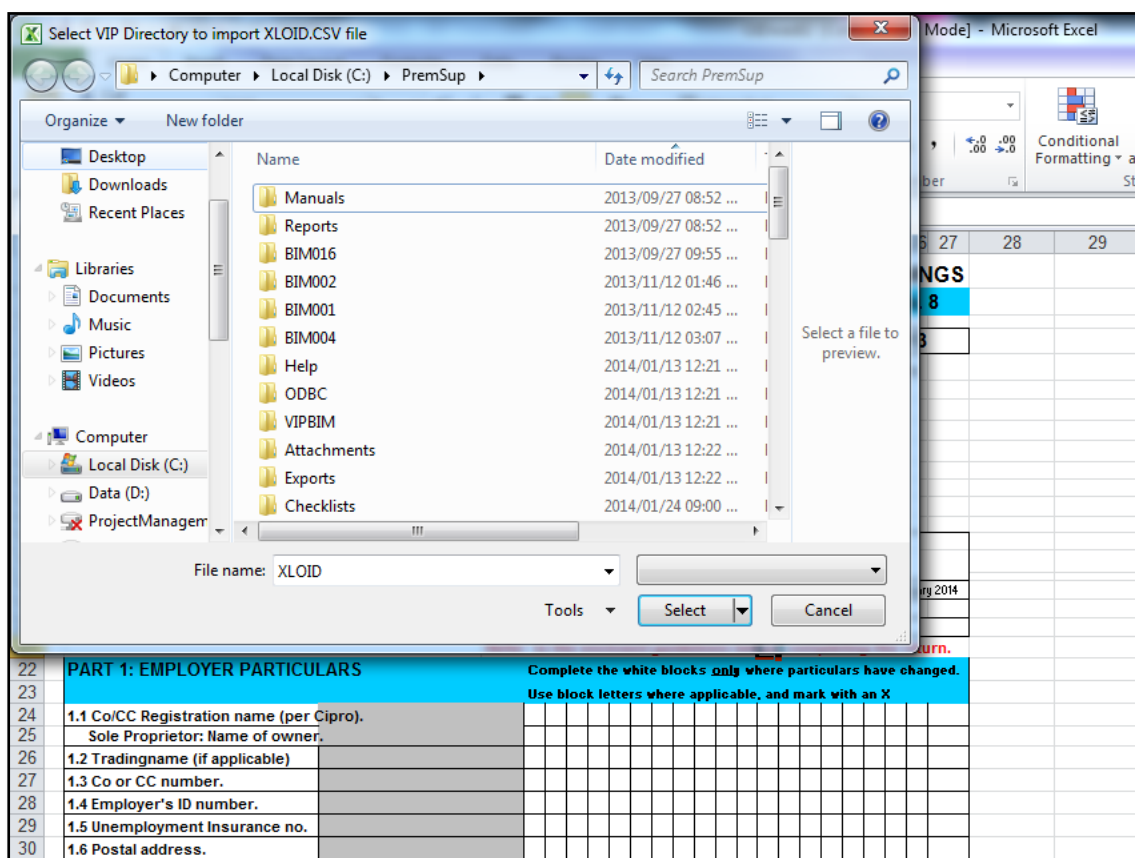 Select VIP Directory to import XLOID.CSV file
Mode] - Microsoft Excel
Computer Local Disk (C:) PremSup
Search PremSup
Organize New folder
Conditional
Formatting
Desktop
Downloads
Recent Places
Libraries
Documents
Music
Pictures
Videos
Computer
Local Disk (C:)
Data (D:)
ProjectManagem
Name Date modified
Manuals 2013/09/27 08:52 ...
Reports 2013/09/27 08:52 ...
BIM016 2013/09/27 09:55 ...
BIM002 2013/11/12 01:46 ...
BIM001 2013/11/12 02:45 ...
BIM004 2013/11/12 03:07 ...
Help 2014/01/13 12:21 ...
ODBC 2014/01/13 12:21 ...
VIPBIM 2014/01/13 12:21 ...
Attachments 2014/01/13 12:22 ...
Exports 2014/01/13 12:22 ...
Checklists 2014/01/24 09:00 ...
Select a file to
preview.
File name: XLOID
Tools Select Cancel
ber
27 28 29
NGS
8
2014
urn.
22 PART 1: EMPLOYER PARTICULARS Complete the white blocks only where particulars have changed.
23 Use block letters where applicable, and mark with an X
24 1.1 Co/CC Registration name (per Cipro).
25 Sole Proprietor: Name of owner.
26 1.2 Tradingname (if applicable)
27 1.3 Co or CC number.
28 1.4 Employer's ID number.
29 1.5 Unemployment Insurance no.
30 1.6 Postal address.